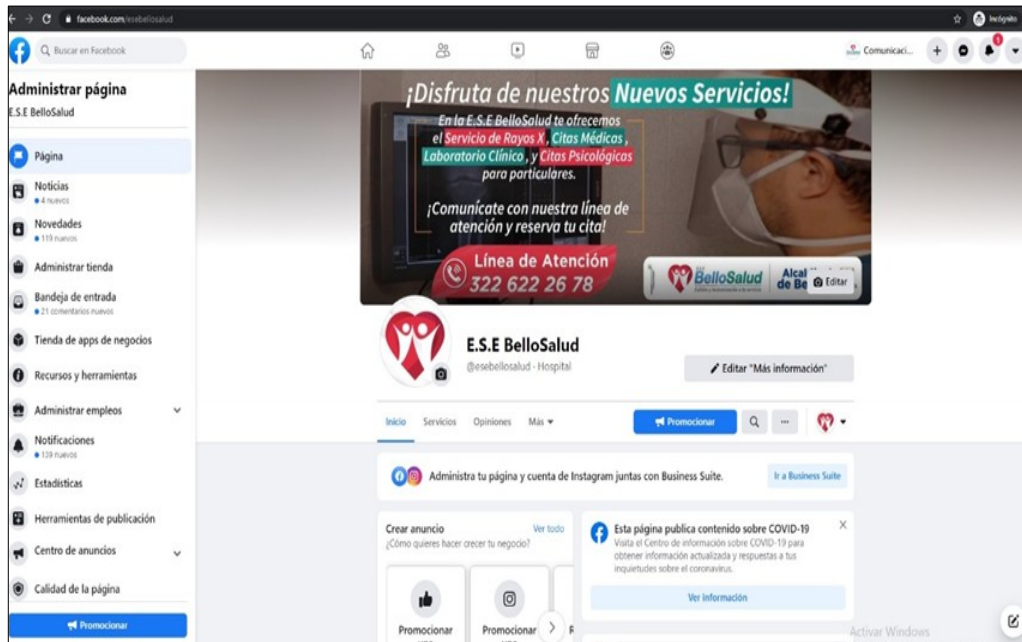 facebook.com/esebellosalud
Incógnito
Buscar en Facebook
Comunicaci...
1
Administrar página
E.S.E BelloSalud
Página
Noticias
4 nuevos
Novedades
119 nuevos
Administrar tienda
Bandeja de entrada
21 comentarios nuevos
Tienda de apps de negocios
Recursos y herramientas
Administrar empleos
Notificaciones
139 nuevos
Estadísticas
Herramientas de publicación
Centro de anuncios
Calidad de la página
Promocionar
¡Disfruta de nuestros Nuevos Servicios!
En la E.S.E BelloSalud te ofrecemos
el Servicio de Rayos X, Citas Médicas,
Laboratorio Clínico, y Citas Psicológicas
para particulares.
¡Comunícate con nuestra línea de
atención y reserva tu cita!
Línea de Atención
322 622 26 78
BelloSalud
Alcal
de Be
Editar
E.S.E BelloSalud
@esebellosalud · Hospital
Editar "Más información"
Inicio Servicios Opiniones Más
Promocionar
Administra tu página y cuenta de Instagram juntas con Business Suite.
Ir a Business Suite
Crear anuncio
Ver todo
¿Cómo quieres hacer crecer tu negocio?
Promocionar
Promocionar
Esta página publica contenido sobre COVID-19
Visita el Centro de información sobre COVID-19 para
obtener información actualizada y respuestas a tus
inquietudes sobre el coronavirus.
Ver información
Activar Windows